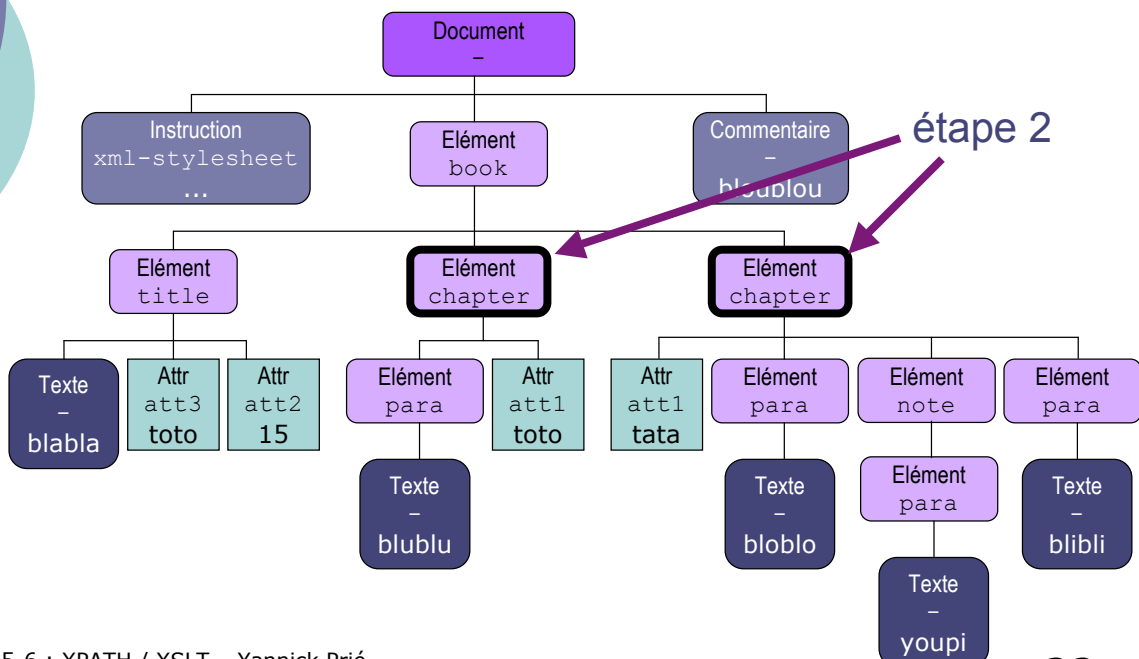 Document
–
Instruction
xml-stylesheet
...
Elément
book
Commentaire
–
bloublou
étape 2
Elément
title
Elément
chapter
Elément
chapter
Texte
–
blabla
Attr
att3
toto
Attr
att2
15
Elément
para
Attr
att1
toto
Attr
att1
tata
Elément
para
Elément
note
Elément
para
Texte
–
blublu
Texte
–
bloblo
Elément
para
Texte
–
blibli
Texte
–
youpi
XPATH / XSLT – Yannick Prié